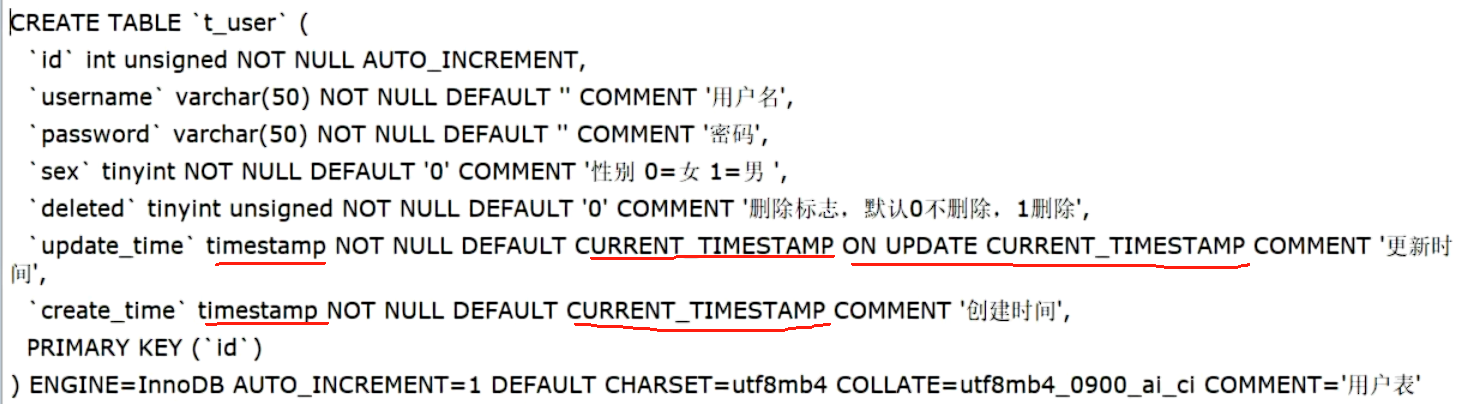 CREATE TABLE `t_user` (
`id` int unsigned NOT NULL AUTO_INCREMENT,
`username` varchar(50) NOT NULL DEFAULT '' COMMENT '用户名',
`password` varchar(50) NOT NULL DEFAULT '' COMMENT '密码',
`sex` tinyint NOT NULL DEFAULT '0' COMMENT '性别 0=女 1=男 ',
`deleted` tinyint unsigned NOT NULL DEFAULT '0' COMMENT '删除标志，默认0不删除，1删除',
`update_time` timestamp NOT NULL DEFAULT CURRENT_TIMESTAMP ON UPDATE CURRENT_TIMESTAMP COMMENT '更新时
间',
`create_time` timestamp NOT NULL DEFAULT CURRENT_TIMESTAMP COMMENT '创建时间',
PRIMARY KEY (`id`)
) ENGINE=InnoDB AUTO_INCREMENT=1 DEFAULT CHARSET=utf8mb4 COLLATE=utf8mb4_0900_ai_ci COMMENT='用户表'